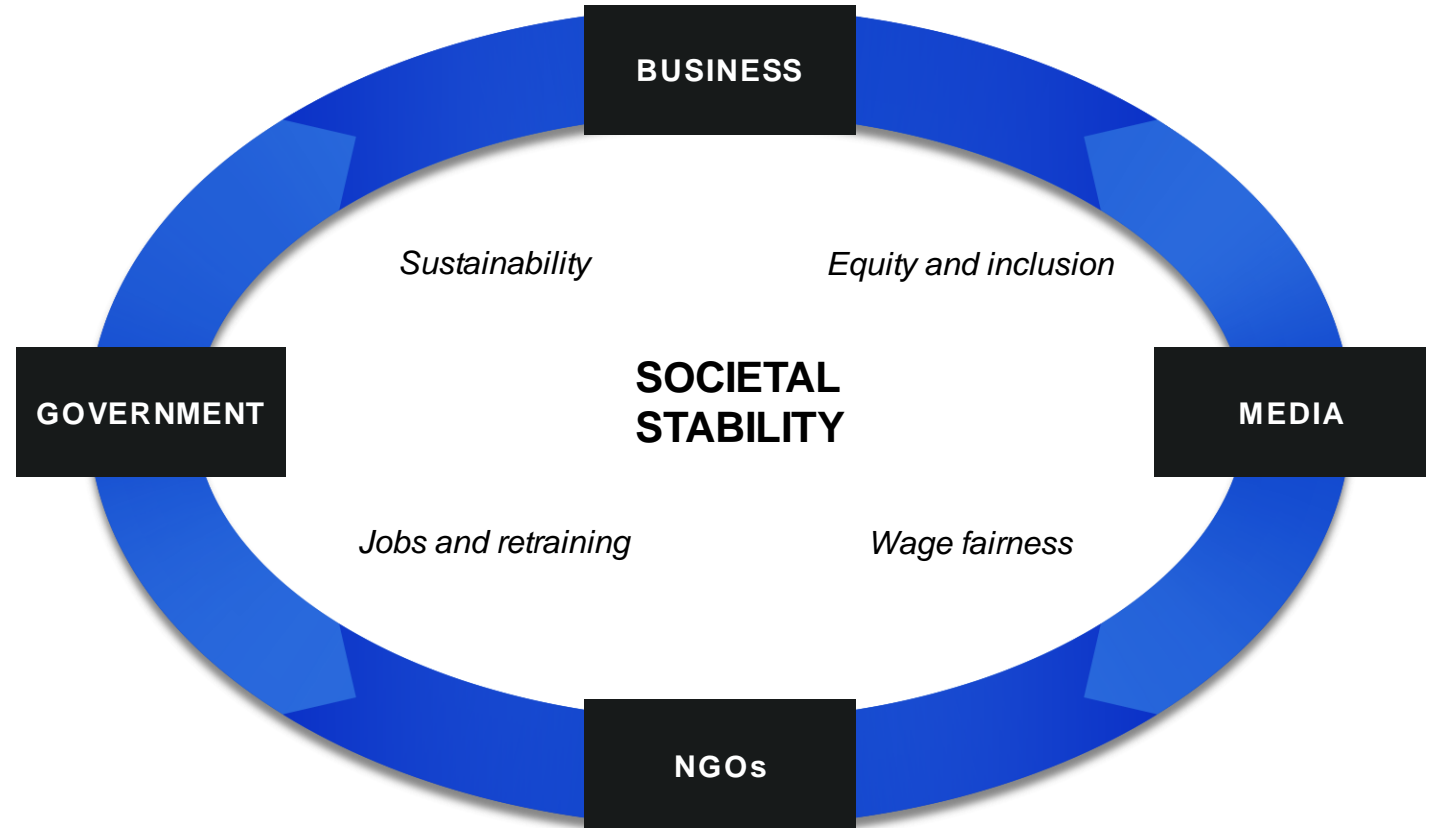 BUSINESS
Sustainability
Equity and inclusion
SOCIETAL
STABILITY
GOVERNMENT
MEDIA
Jobs and retraining
Wage fairness
NGOs